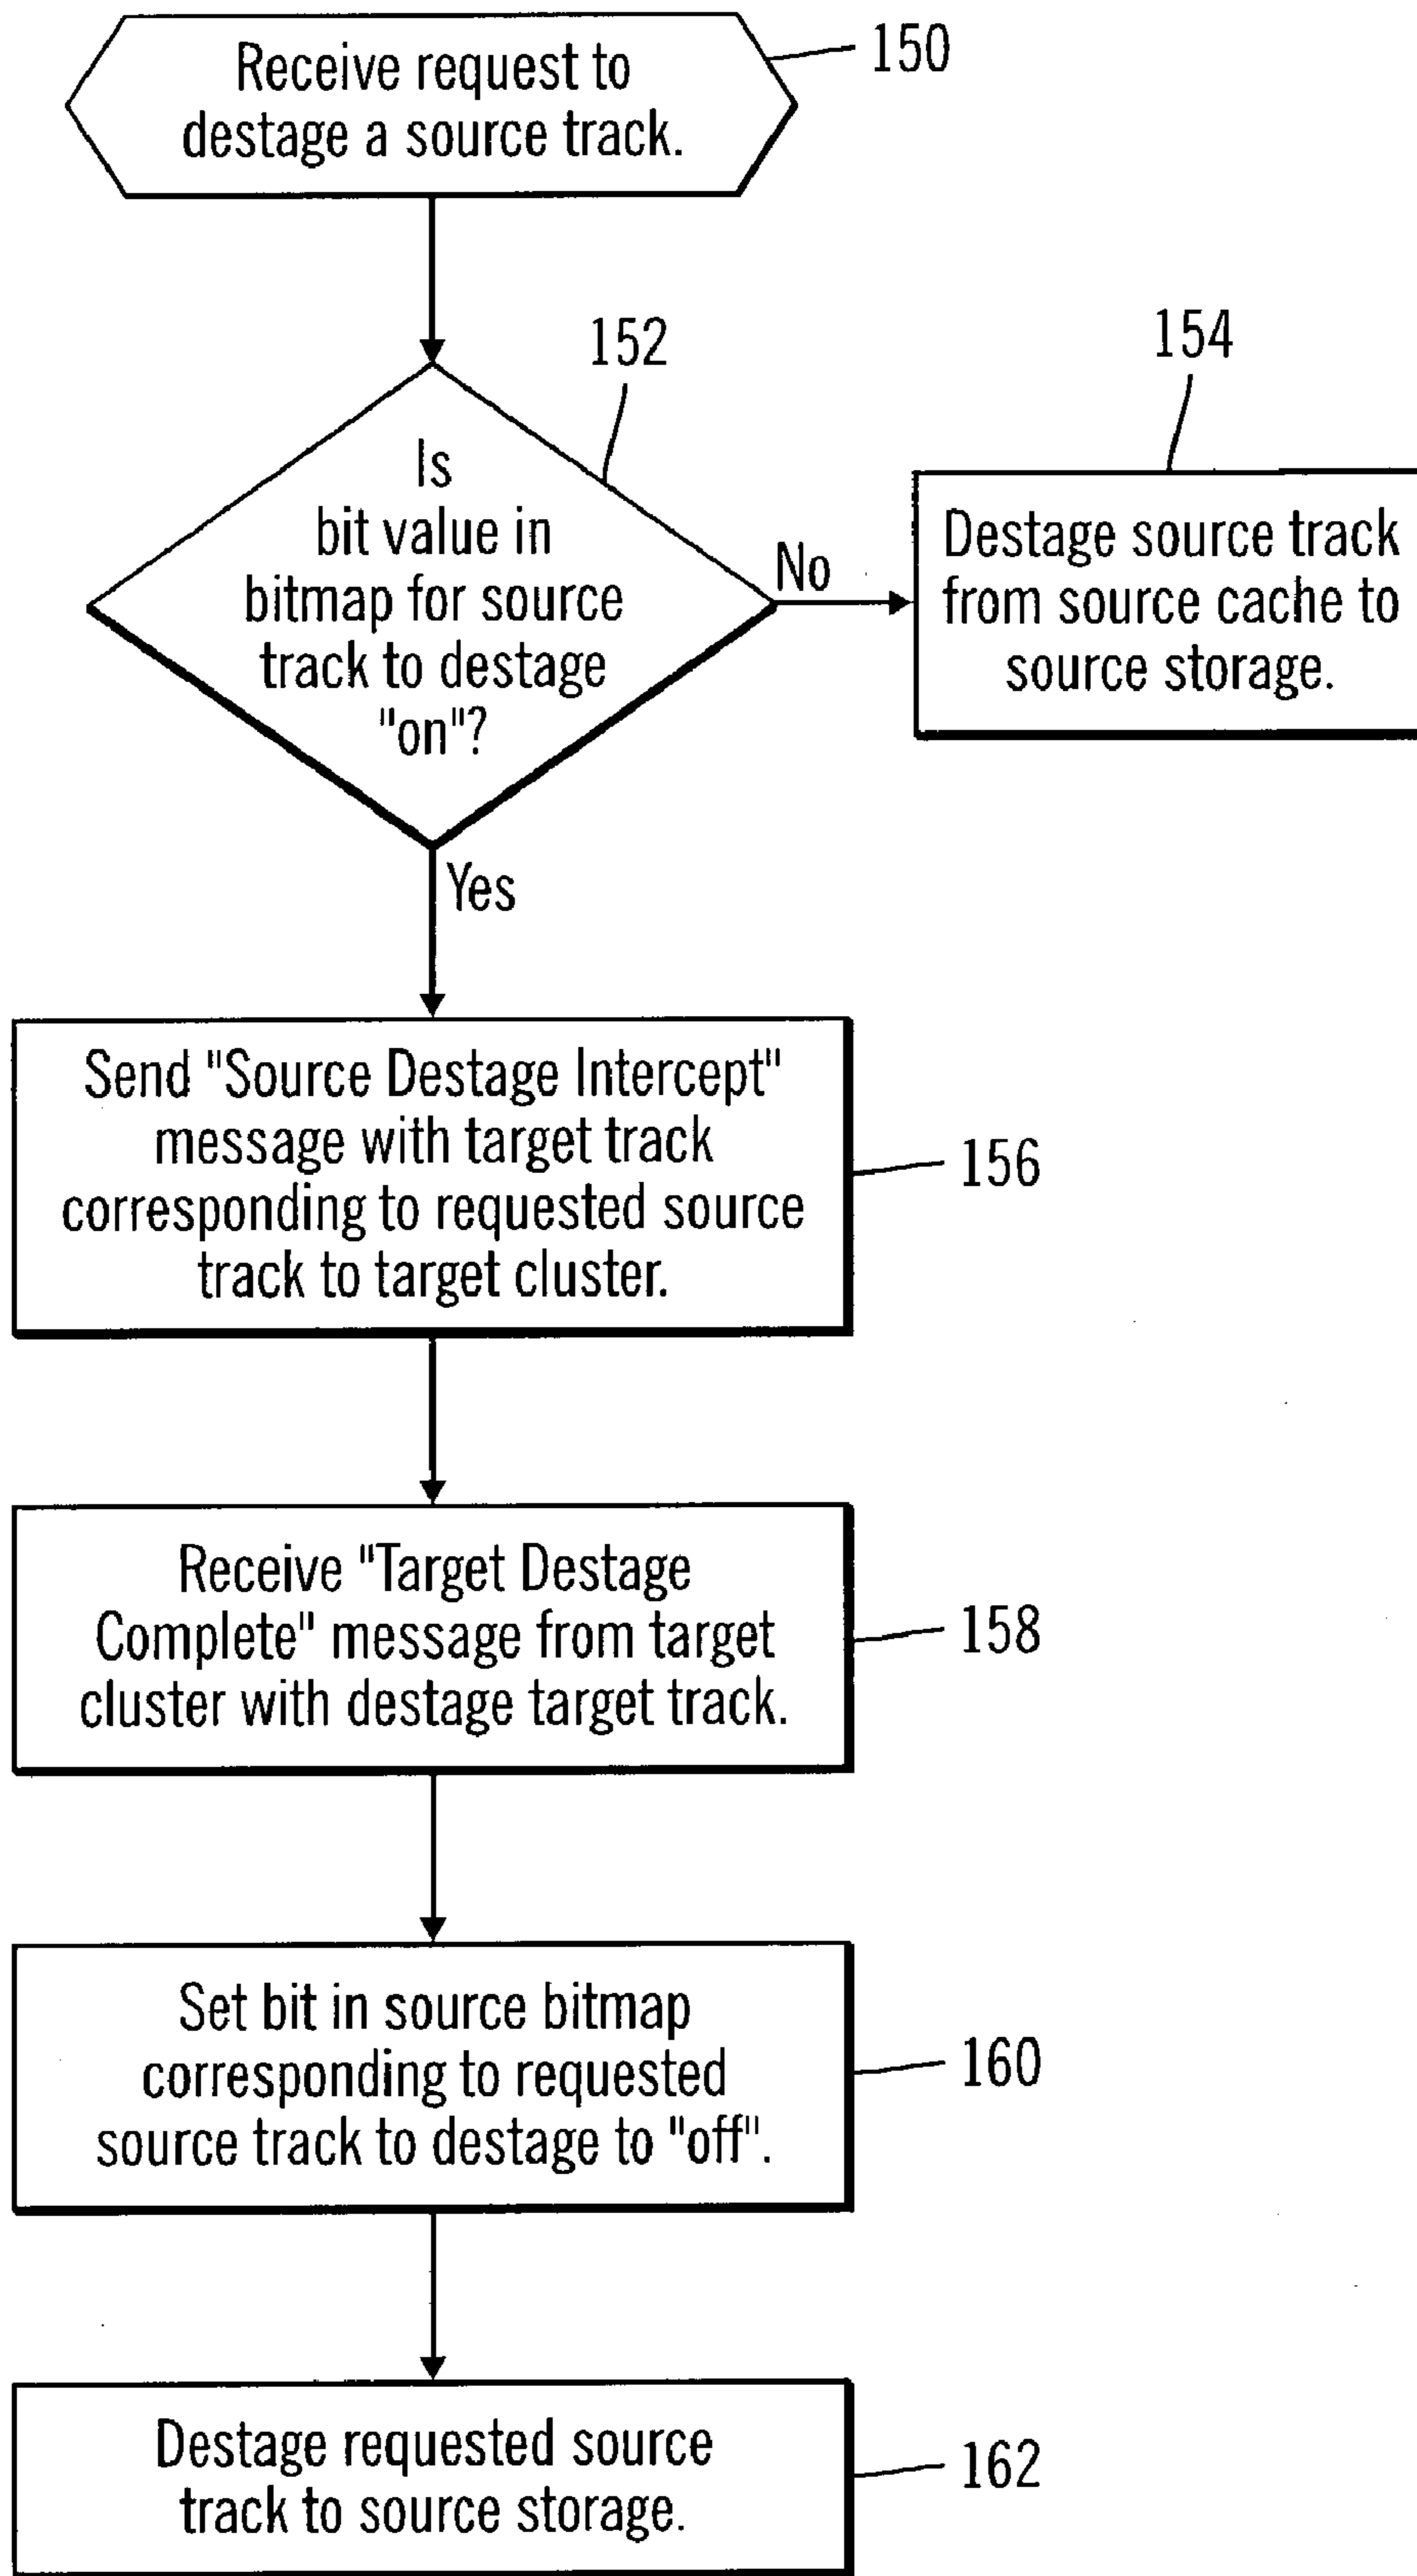 Receive request to
destage a source track.
150
152
154
Is
bit value in
bitmap for source
track to destage
"on"?
No
Destage source track
from source cache to
source storage.
Yes
Send "Source Destage Intercept"
message with target track
corresponding to requested source
track to target cluster.
156
Receive "Target Destage
Complete" message from target
cluster with destage target track.
158
Set bit in source bitmap
corresponding to requested
source track to destage to "off".
160
Destage requested source
track to source storage.
162